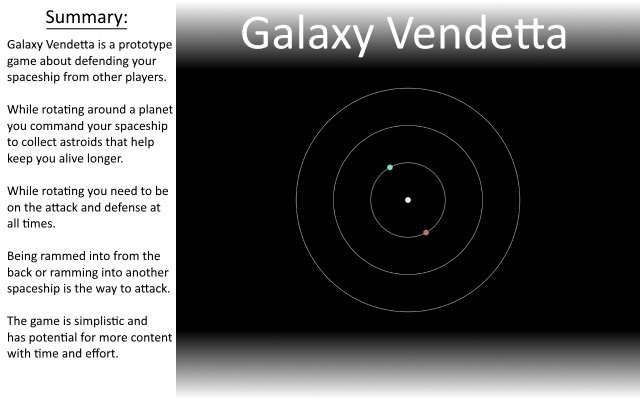 Summary:
Galaxy Vendetta is a prototype
game about defending your
spaceship from other players.
While rotating around a planet
you command your spaceship
to collect astroids that help
keep you alive longer.
While rotating you need to be
on the attack and defense at
all times.
Being rammed into from the
back or ramming into another
spaceship is the way to attack.
The game is simplistic and
has potential for more content
with time and effort.
Galaxy Vendetta